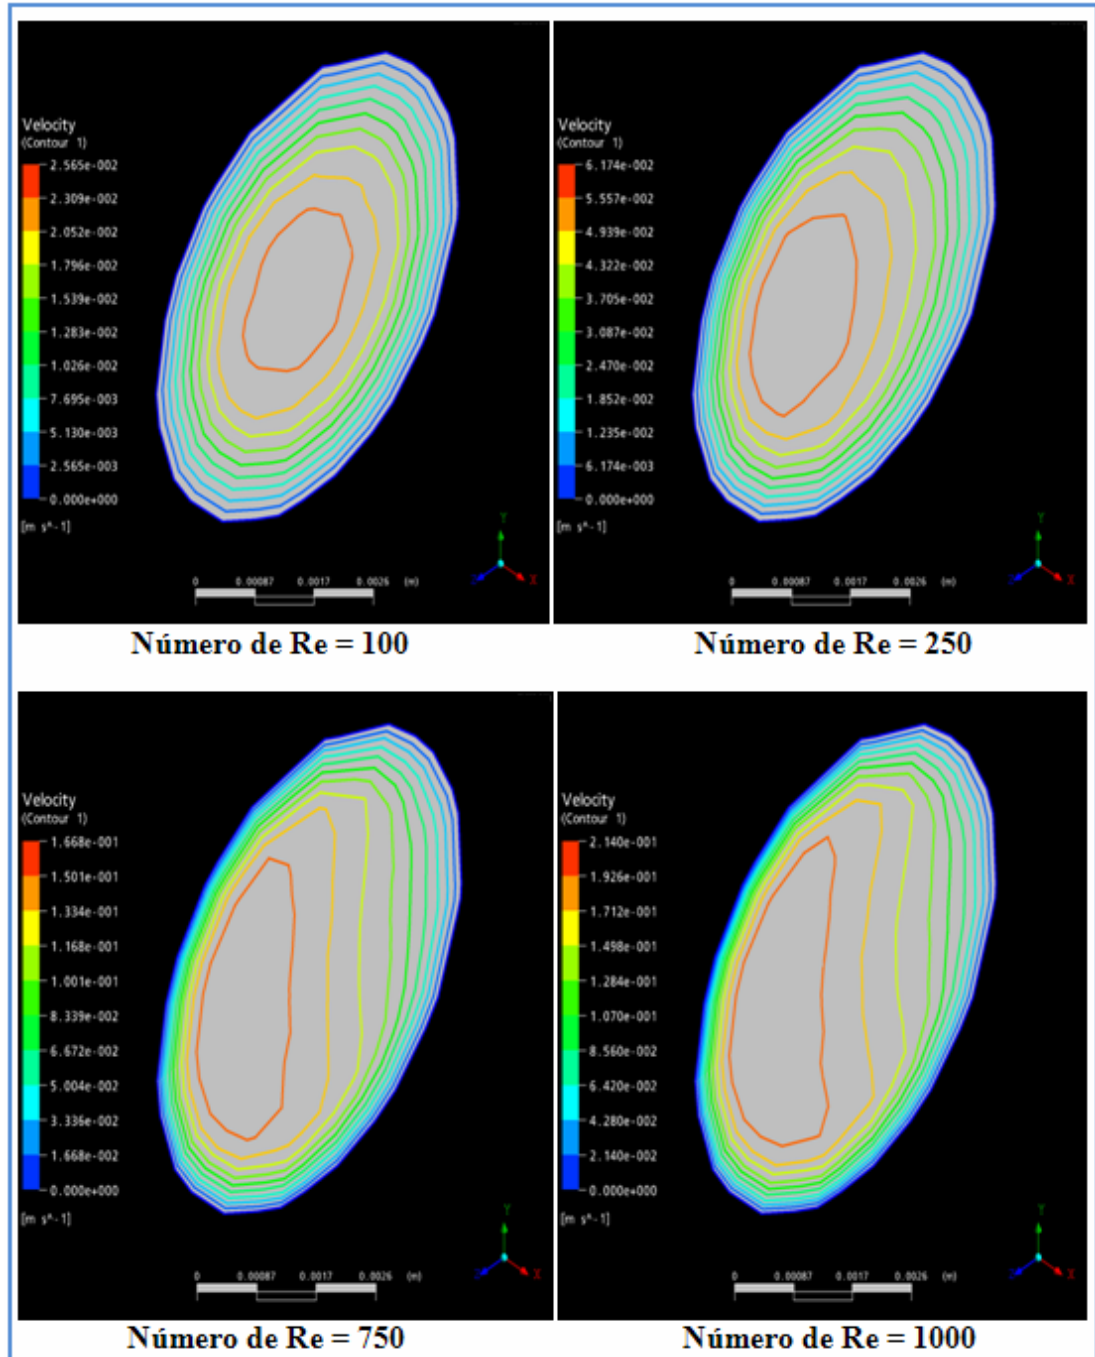 Velocity
(Contour 1)
2.565e-002
2.309e-002
2.052e-002
1.796e-002
1.539e-002
1.283e-002
1.026e-002
7.695e-003
5.130e-003
2.565e-003
0.000e+000
[m s^-1]
0 0.00087 0.0017 0.0026 (m)
Y
Z
X
Número de Re = 100
Velocity
(Contour 1)
6.174e-002
5.557e-002
4.939e-002
4.322e-002
3.705e-002
3.087e-002
2.470e-002
1.852e-002
1.235e-002
6.174e-003
0.000e+000
[m s^-1]
0 0.00087 0.0017 0.0026 (m)
Y
Z
X
Número de Re = 250
Velocity
(Contour 1)
1.668e-001
1.501e-001
1.334e-001
1.168e-001
1.001e-001
8.339e-002
6.672e-002
5.004e-002
3.336e-002
1.668e-002
0.000e+000
[m s^-1]
0 0.00087 0.0017 0.0026 (m)
Y
Z
X
Número de Re = 750
Velocity
(Contour 1)
2.140e-001
1.926e-001
1.712e-001
1.498e-001
1.284e-001
1.070e-001
8.560e-002
6.420e-002
4.280e-002
2.140e-002
0.000e+000
[m s^-1]
0 0.00087 0.0017 0.0026 (m)
Y
Z
X
Número de Re = 1000